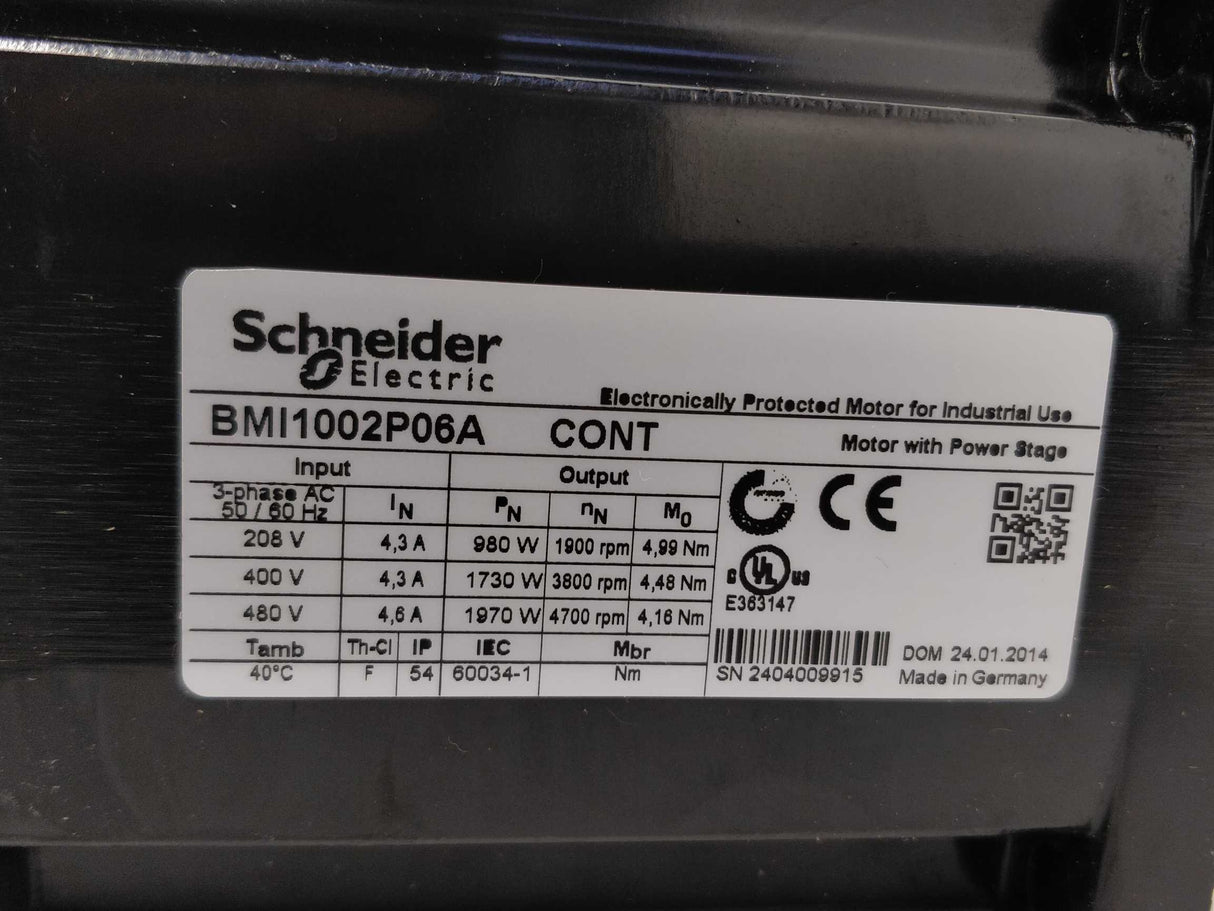 Schneider
Electric
Electronically Protected Motor for Industrial Use
BMI1002P06A CONT Motor with Power Stage
Input Output
3-phase AC
50 / 60 Hz IN PN nN M0
208 V 4,3 A 980 W 1900 rpm 4,99 Nm
400 V 4,3 A 1730 W 3800 rpm 4,48 Nm
480 V 4,6 A 1970 W 4700 rpm 4,16 Nm
Tamb Th-Cl IP IEC Mbr
40°C F 54 60034-1 Nm
CE
C UL US
E363147
SN 2404009915
DOM 24.01.2014
Made in Germany